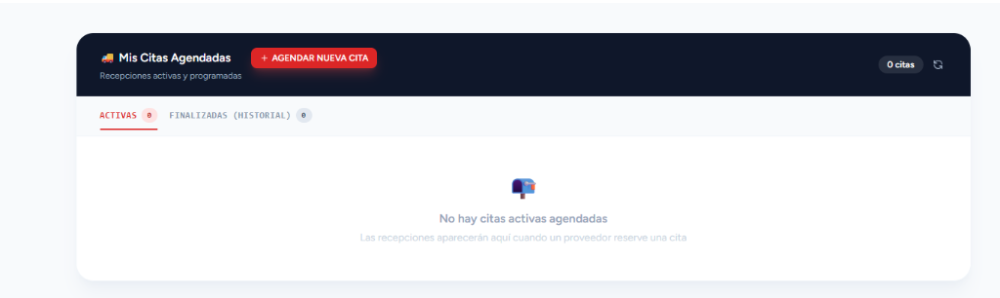 Mis Citas Agendadas
+ AGENDAR NUEVA CITA
Recepciones activas y programadas
0 citas
ACTIVAS 0
FINALIZADAS (HISTORIAL) 0
No hay citas activas agendadas
Las recepciones aparecerán aquí cuando un proveedor reserve una cita